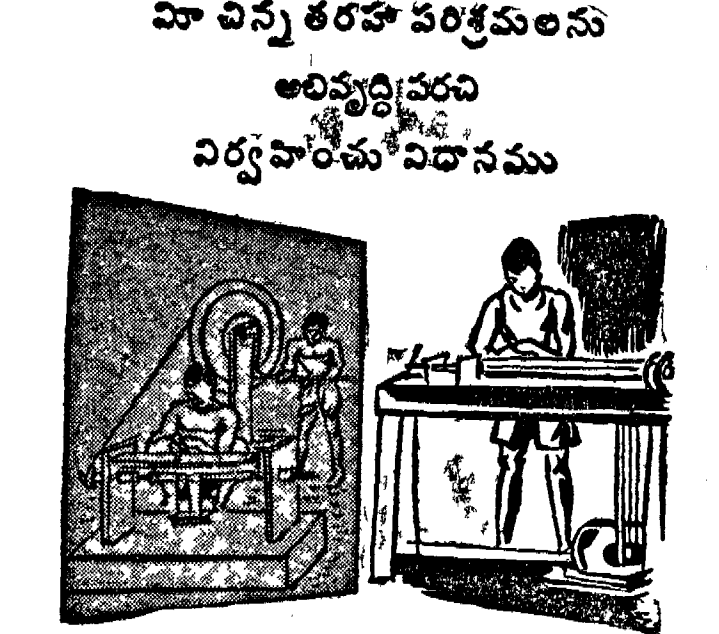 మీ చిన్న తరహా పరిశ్రమలను
అభివృద్ధి పరచి
నిర్వహించు విధానము